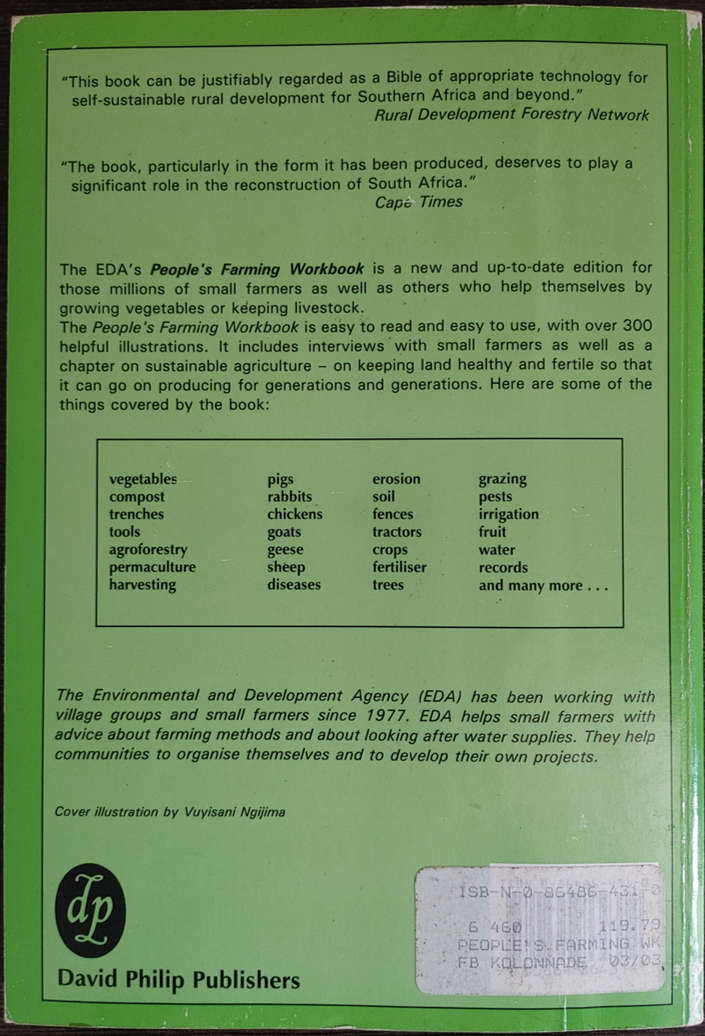 “This book can be justifiably regarded as a Bible of appropriate technology for
self-sustainable rural development for Southern Africa and beyond.”
Rural Development Forestry Network
“The book, particularly in the form it has been produced, deserves to play a
significant role in the reconstruction of South Africa.”
Cape Times
The EDA's People's Farming Workbook is a new and up-to-date edition for
those millions of small farmers as well as others who help themselves by
growing vegetables or keeping livestock.
The People's Farming Workbook is easy to read and easy to use, with over 300
helpful illustrations. It includes interviews with small farmers as well as a
chapter on sustainable agriculture – on keeping land healthy and fertile so that
it can go on producing for generations and generations. Here are some of the
things covered by the book:
vegetables pigs erosion grazing
compost rabbits soil pests
trenches chickens fences irrigation
tools goats tractors fruit
agroforestry geese crops water
permaculture sheep fertiliser records
harvesting diseases trees and many more . . .
The Environmental and Development Agency (EDA) has been working with
village groups and small farmers since 1977. EDA helps small farmers with
advice about farming methods and about looking after water supplies. They help
communities to organise themselves and to develop their own projects.
Cover illustration by Vuyisani Ngijima
dp
David Philip Publishers
ISB-N-0-86486-431-0
6 460 119.79
PEOPLE'S FARMING WK
FB KOLONNADE 03/03